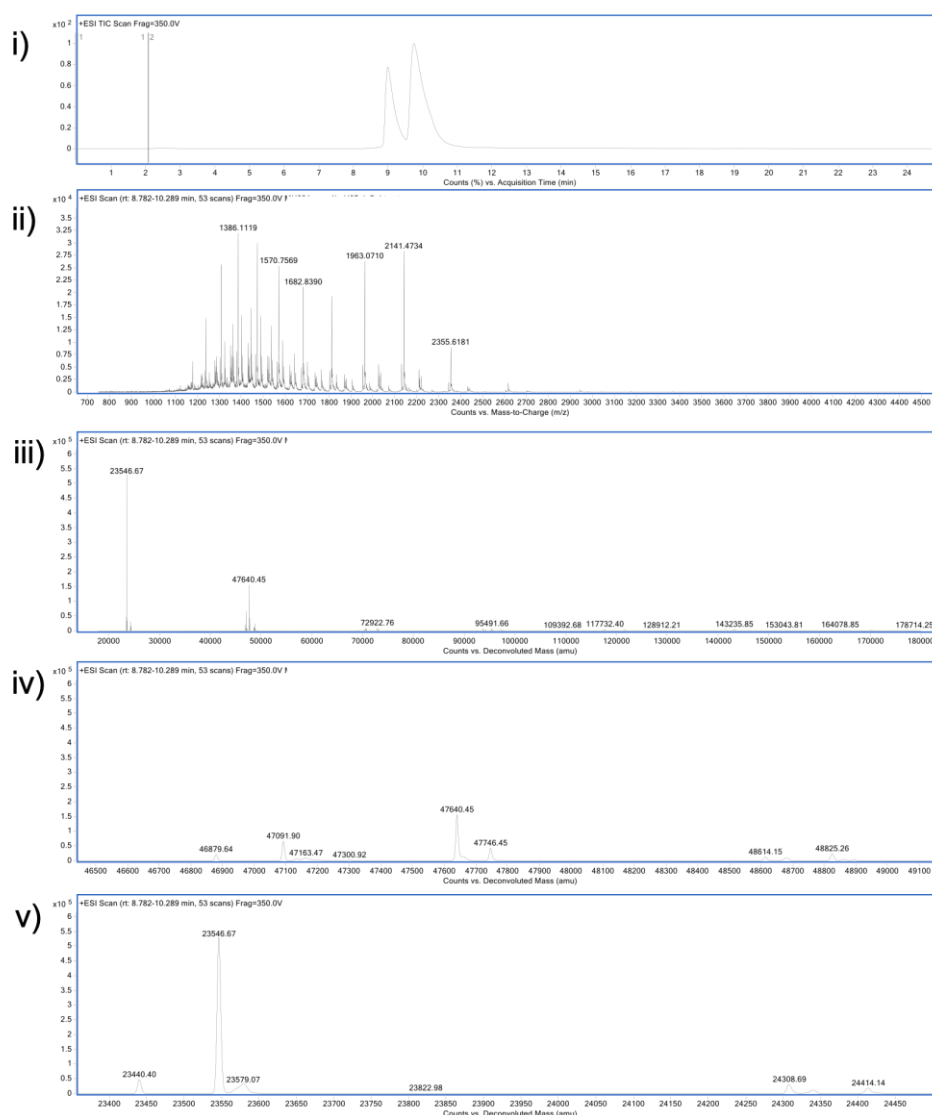 i)
+ESI TIC Scan Frag=350.0V
x10 2
1 1 2
1
0.8
0.6
0.4
0.2
0
1 2 3 4 5 6 7 8 9 10 11 12 13 14 15 16 17 18 19 20 21 22 23 24
Counts (%) vs. Acquisition Time (min)
ii)
+ESI Scan (rt: 8.782-10.289 min, 53 scans) Frag=350.0V
x10 4
3.5
3
2.5
2
1.5
1
0.75
0.5
0.25
0
1386.1119
1570.7569
1682.8390
1963.0710
2141.4734
2355.6181
700 800 900 1000 1100 1200 1300 1400 1500 1600 1700 1800 1900 2000 2100 2200 2300 2400 2500 2600 2700 2800 2900 3000 3100 3200 3300 3400 3500 3600 3700 3800 3900 4000 4100 4200 4300 4400 4500
Counts vs. Mass-to-Charge (m/z)
iii)
+ESI Scan (rt: 8.782-10.289 min, 53 scans) Frag=350.0V
x10 5
6
5.5
5
4.5
4
3.5
3
2.5
2
1.5
1
0.5
0
23546.67
47640.45
72922.76 95491.66 109392.68 117732.40 128912.21 143235.85 153043.81 164078.85 178714.25
20000 30000 40000 50000 60000 70000 80000 90000 100000 110000 120000 130000 140000 150000 160000 170000 180000
Counts vs. Deconvoluted Mass (amu)
iv)
+ESI Scan (rt: 8.782-10.289 min, 53 scans) Frag=350.0V
x10 5
6
5.5
5
4.5
4
3.5
3
2.5
2
1.5
1
0.5
0
46879.64
47091.90
47163.47
47300.92
47640.45
47746.45
48614.15
48825.26
46500 46600 46700 46800 46900 47000 47100 47200 47300 47400 47500 47600 47700 47800 47900 48000 48100 48200 48300 48400 48500 48600 48700 48800 48900 49000 49100
Counts vs. Deconvoluted Mass (amu)
v)
+ESI Scan (rt: 8.782-10.289 min, 53 scans) Frag=350.0V
x10 5
6
5.5
5
4.5
4
3.5
3
2.5
2
1.5
1
0.5
0
23440.40
23546.67
23579.07
23822.98
24308.69
24414.14
23400 23450 23500 23550 23600 23650 23700 23750 23800 23850 23900 23950 24000 24050 24100 24150 24200 24250 24300 24350 24400 24450
Counts vs. Deconvoluted Mass (amu)